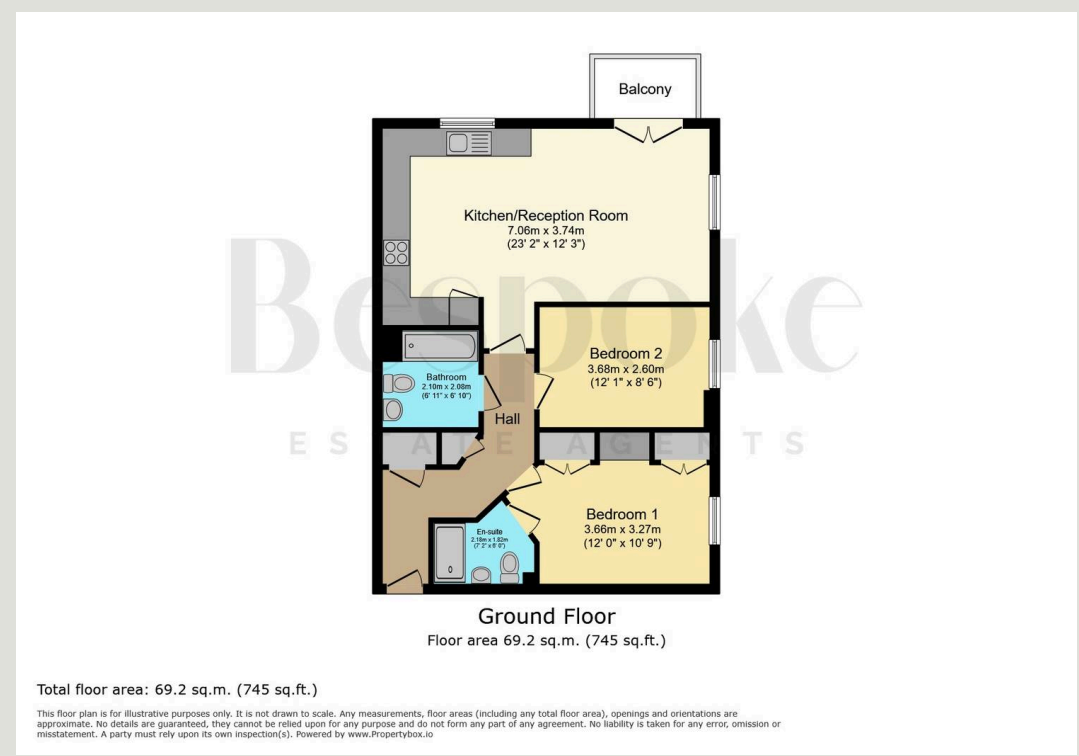 Balcony
Kitchen/Reception Room
7.06m x 3.74m
(23' 2" x 12' 3")
Bespoke
ESTATE AGENTS
Bedroom 2
3.68m x 2.60m
(12' 1" x 8' 6")
Bathroom
2.10m x 2.08m
(6' 11" x 6' 10")
Hall
Bedroom 1
3.66m x 3.27m
(12' 0" x 10' 9")
En-suite
2.18m x 1.82m
(7' 2" x 6' 0")
Ground Floor
Floor area 69.2 sq.m. (745 sq.ft.)
Total floor area: 69.2 sq.m. (745 sq.ft.)
This floor plan is for illustrative purposes only. It is not drawn to scale. Any measurements, floor areas (including any total floor area), openings and orientations are
approximate. No details are guaranteed, they cannot be relied upon for any purpose and do not form any part of any agreement. No liability is taken for any error, omission or
misstatement. A party must rely upon its own inspection(s). Powered by www.Propertybox.io